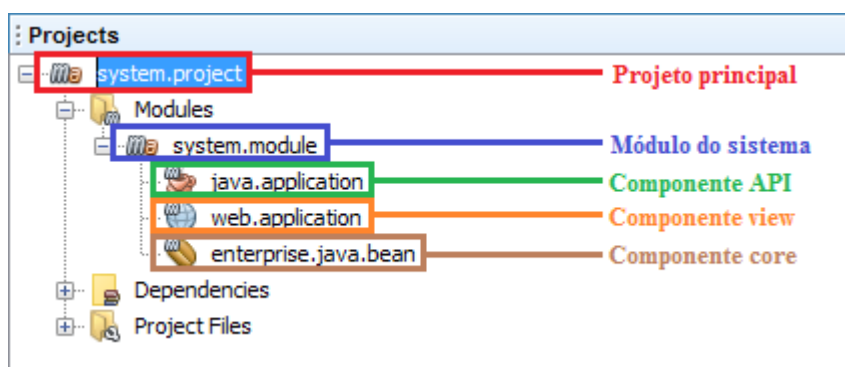 Projects
system.project Projeto principal
Modules
system.module Módulo do sistema
java.application Componente API
web.application Componente view
enterprise.java.bean Componente core
Dependencies
Project Files